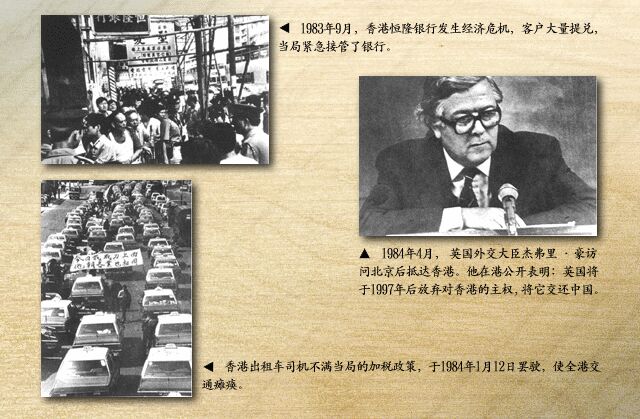 ◀ 1983年9月，香港恒隆银行发生经济危机，客户大量提兑，
当局紧急接管了银行。
▲ 1984年4月， 英国外交大臣杰弗里·豪访
问北京后抵达香港。他在港公开表明：英国将
于1997年后放弃对香港的主权，将它交还中国。
◀ 香港出租车司机不满当局的加税政策，于1984年1月12日罢驶，使全港交
通瘫痪。